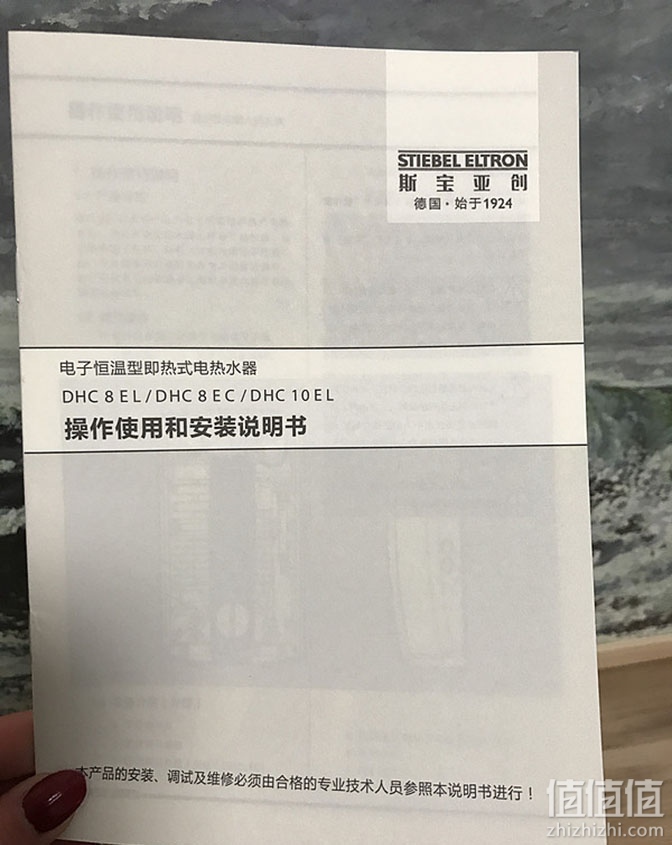 STIEBEL ELTRON
斯宝亚创
德国·始于1924
电子恒温型即热式电热水器
DHC 8 EL / DHC 8 EC / DHC 10 EL
操作使用和安装说明书
本产品的安装、调试及维修必须由合格的专业技术人员参照本说明书进行！
值值值
zhizhizhi.com